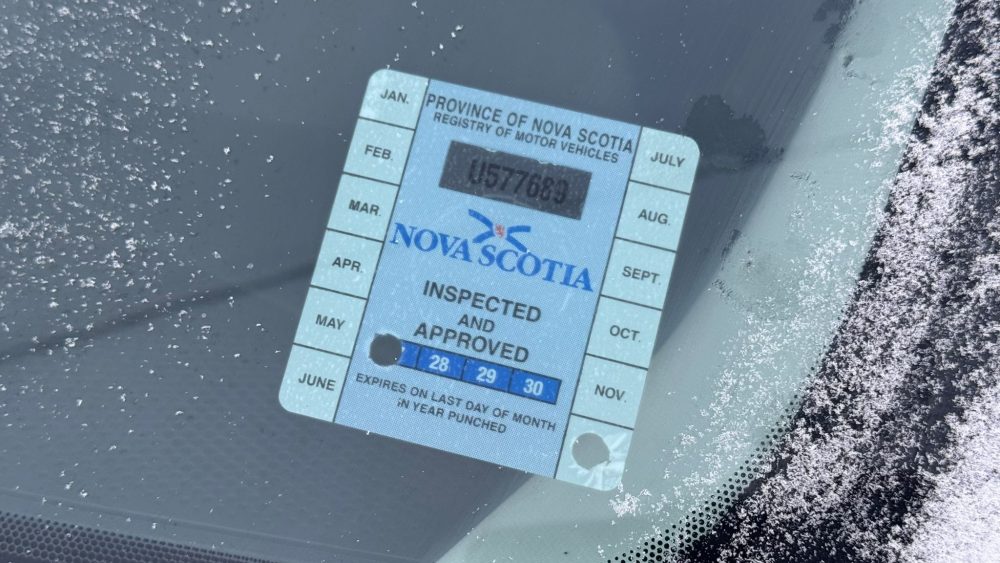 JAN.
FEB.
MAR.
APR.
MAY
JUNE
PROVINCE OF NOVA SCOTIA
REGISTRY OF MOTOR VEHICLES
U577689
NOVA SCOTIA
INSPECTED
AND
APPROVED
28 29 30
EXPIRES ON LAST DAY OF MONTH
IN YEAR PUNCHED
JULY
AUG.
SEPT.
OCT.
NOV.